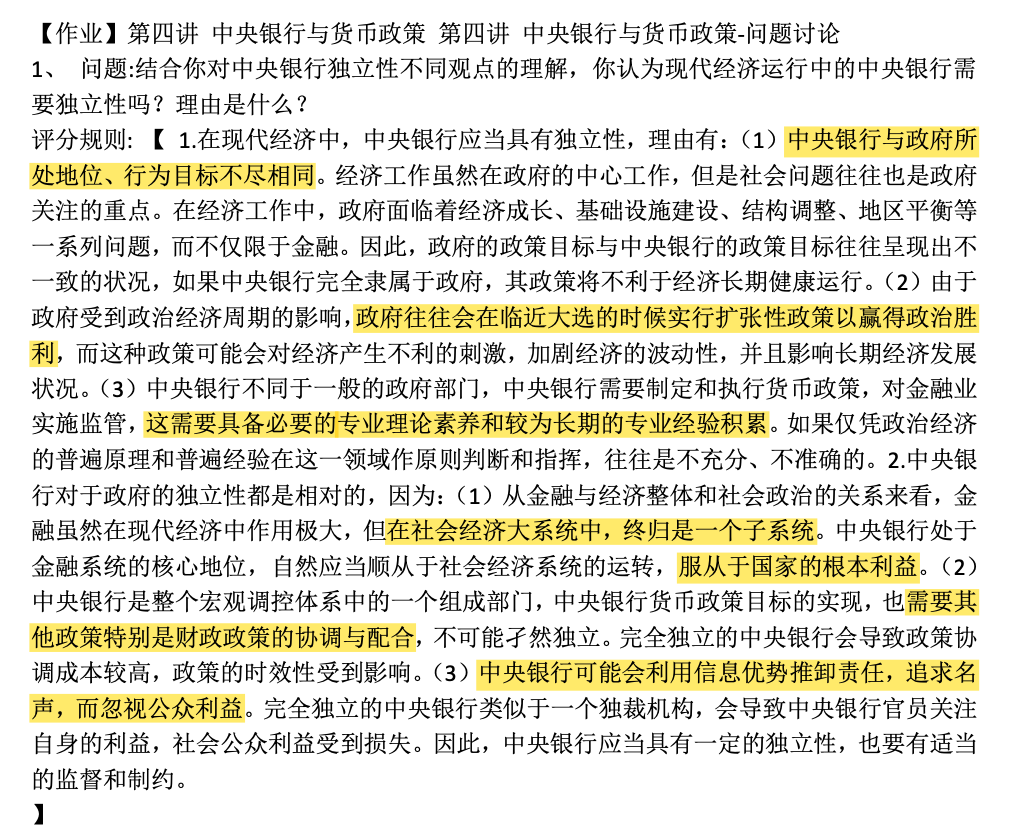 【作业】第四讲 中央银行与货币政策 第四讲 中央银行与货币政策-问题讨论
1、 问题:结合你对中央银行独立性不同观点的理解，你认为现代经济运行中的中央银行需
要独立性吗？理由是什么？
评分规则: 【 1.在现代经济中，中央银行应当具有独立性，理由有：（1）中央银行与政府所
处地位、行为目标不尽相同。经济工作虽然在政府的中心工作，但是社会问题往往也是政府
关注的重点。在经济工作中，政府面临着经济成长、基础设施建设、结构调整、地区平衡等
一系列问题，而不仅限于金融。因此，政府的政策目标与中央银行的政策目标往往呈现出不
一致的状况，如果中央银行完全隶属于政府，其政策将不利于经济长期健康运行。（2）由于
政府受到政治经济周期的影响，政府往往会在临近大选的时候实行扩张性政策以赢得政治胜
利，而这种政策可能会对经济产生不利的刺激，加剧经济的波动性，并且影响长期经济发展
状况。（3）中央银行不同于一般的政府部门，中央银行需要制定和执行货币政策，对金融业
实施监管，这需要具备必要的专业理论素养和较为长期的专业经验积累。如果仅凭政治经济
的普遍原理和普遍经验在这一领域作原则判断和指挥，往往是不充分、不准确的。2.中央银
行对于政府的独立性都是相对的，因为：（1）从金融与经济整体和社会政治的关系来看，金
融虽然在现代经济中作用极大，但在社会经济大系统中，终归是一个子系统。中央银行处于
金融系统的核心地位，自然应当顺从于社会经济系统的运转，服从于国家的根本利益。（2）
中央银行是整个宏观调控体系中的一个组成部门，中央银行货币政策目标的实现，也需要其
他政策特别是财政政策的协调与配合，不可能孑然独立。完全独立的中央银行会导致政策协
调成本较高，政策的时效性受到影响。（3）中央银行可能会利用信息优势推卸责任，追求名
声，而忽视公众利益。完全独立的中央银行类似于一个独裁机构，会导致中央银行官员关注
自身的利益，社会公众利益受到损失。因此，中央银行应当具有一定的独立性，也要有适当
的监督和制约。
】